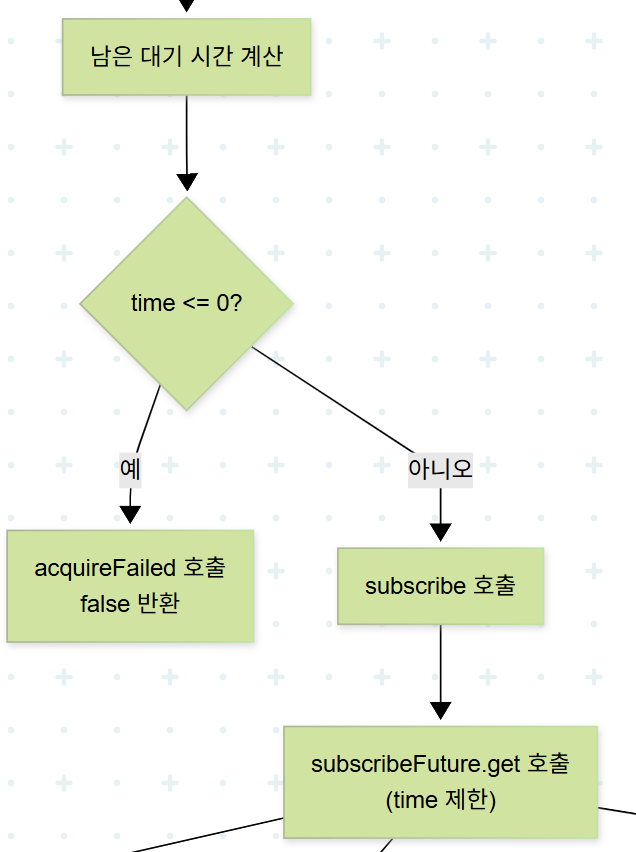 남은 대기 시간 계산
time <= 0?
예
아니오
acquireFailed 호출
false 반환
subscribe 호출
subscribeFuture.get 호출
(time 제한)